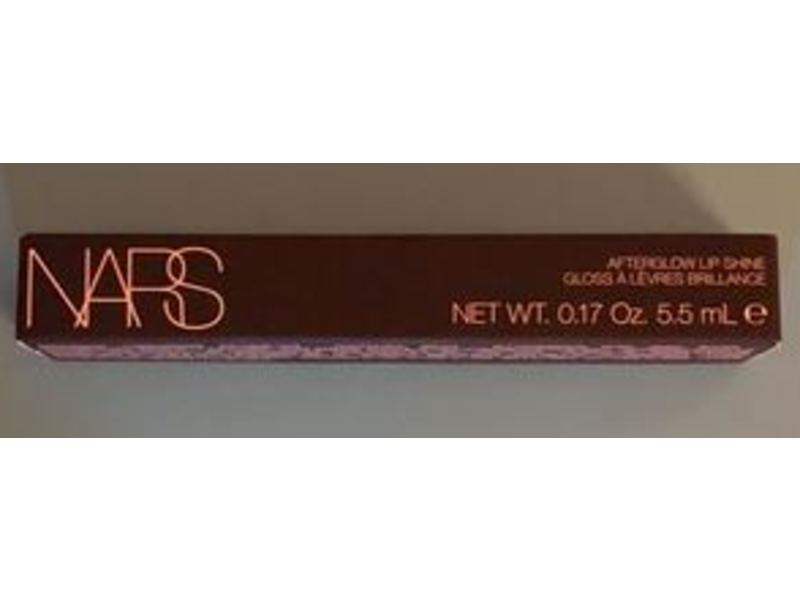 NARS
AFTERGLOW LIP SHINE
GLOSS À LÈVRES BRILLANCE
NET WT. 0.17 Oz. 5.5 mL ℮